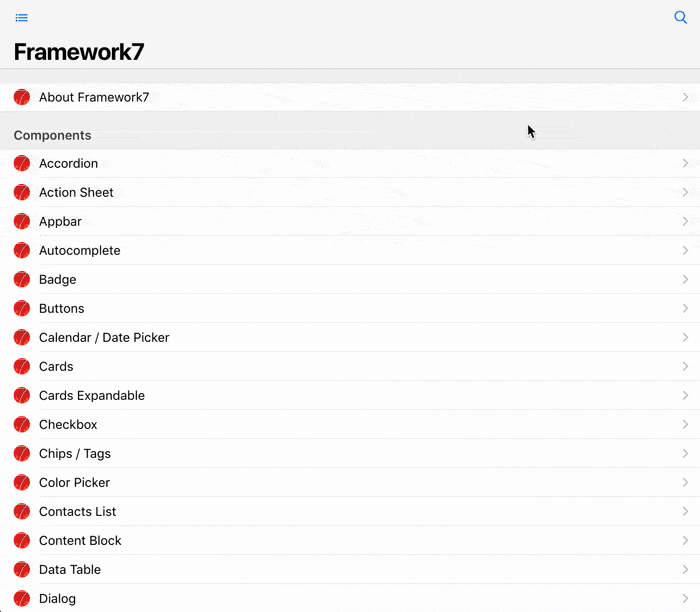 Framework7
About Framework7
Components
Accordion
Action Sheet
Appbar
Autocomplete
Badge
Buttons
Calendar / Date Picker
Cards
Cards Expandable
Checkbox
Chips / Tags
Color Picker
Contacts List
Content Block
Data Table
Dialog